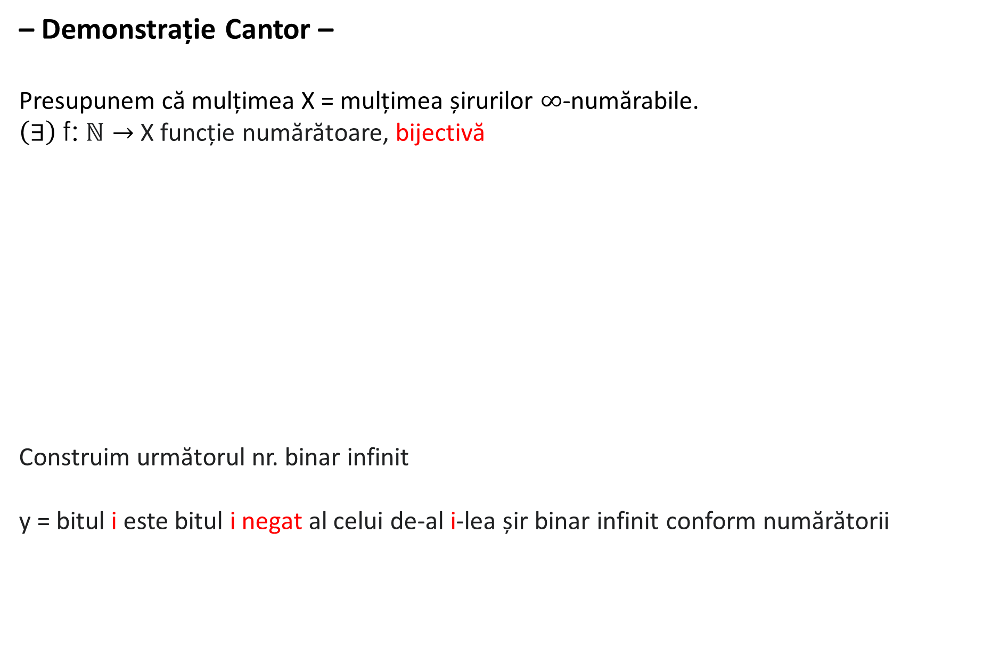 – Demonstrație Cantor –
Presupunem că mulțimea X = mulțimea șirurilor ∞-numărabile.
(∃) f: ℕ → X funcție numărătoare, bijectivă
Construim următorul nr. binar infinit
y = bitul i este bitul i negat al celui de-al i-lea șir binar infinit conform numărătorii